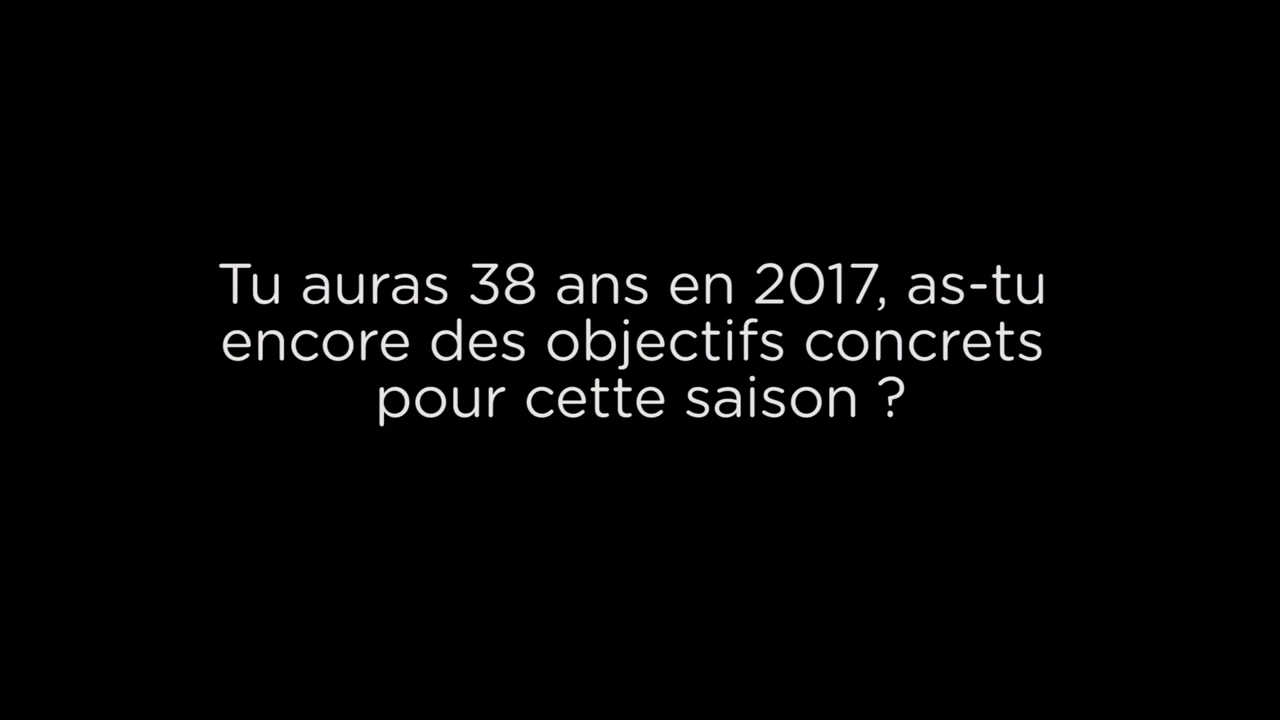 Tu auras 38 ans en 2017, as-tu
encore des objectifs concrets
pour cette saison ?